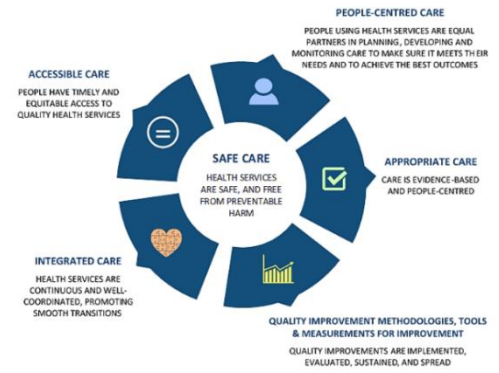 PEOPLE-CENTRED CARE
PEOPLE USING HEALTH SERVICES ARE EQUAL
PARTNERS IN PLANNING, DEVELOPING AND
MONITORING CARE TO MAKE SURE IT MEETS THEIR
NEEDS AND TO ACHIEVE THE BEST OUTCOMES
ACCESSIBLE CARE
PEOPLE HAVE TIMELY AND
EQUITABLE ACCESS TO
QUALITY HEALTH SERVICES
SAFE CARE
HEALTH SERVICES
ARE SAFE, AND FREE
FROM PREVENTABLE
HARM
APPROPRIATE CARE
CARE IS EVIDENCE-BASED
AND PEOPLE-CENTRED
INTEGRATED CARE
HEALTH SERVICES ARE
CONTINUOUS AND WELL-
COORDINATED, PROMOTING
SMOOTH TRANSITIONS
QUALITY IMPROVEMENT METHODOLOGIES, TOOLS
& MEASUREMENTS FOR IMPROVEMENT
QUALITY IMPROVEMENTS ARE IMPLEMENTED,
EVALUATED, SUSTAINED, AND SPREAD